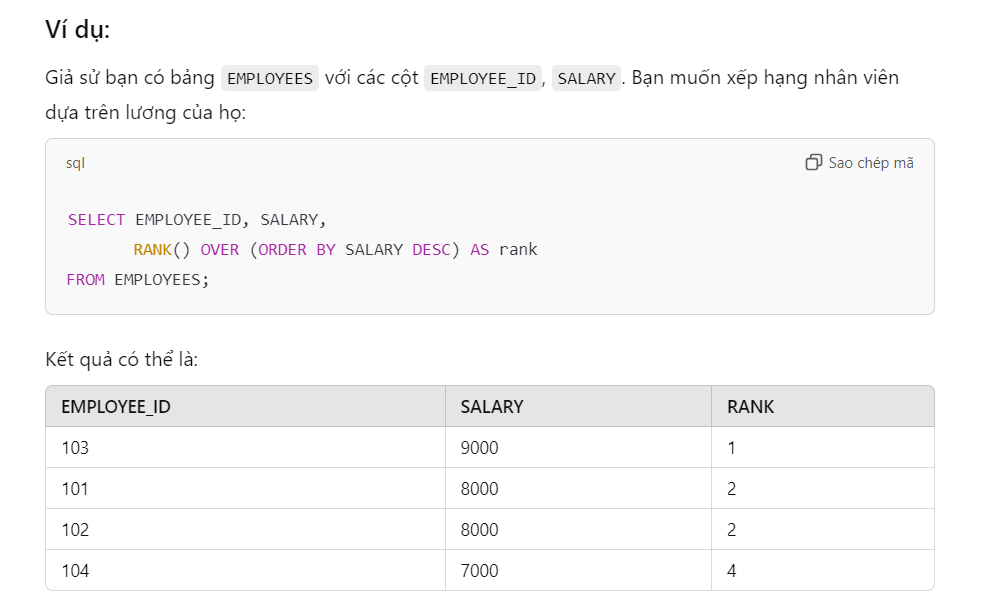 Ví dụ:
Giả sử bạn có bảng EMPLOYEES với các cột EMPLOYEE_ID, SALARY. Bạn muốn xếp hạng nhân viên
dựa trên lương của họ:
sql
Sao chép mã
SELECT EMPLOYEE_ID, SALARY,
       RANK() OVER (ORDER BY SALARY DESC) AS rank
FROM EMPLOYEES;
Kết quả có thể là:
EMPLOYEE_ID SALARY RANK
103 9000 1
101 8000 2
102 8000 2
104 7000 4